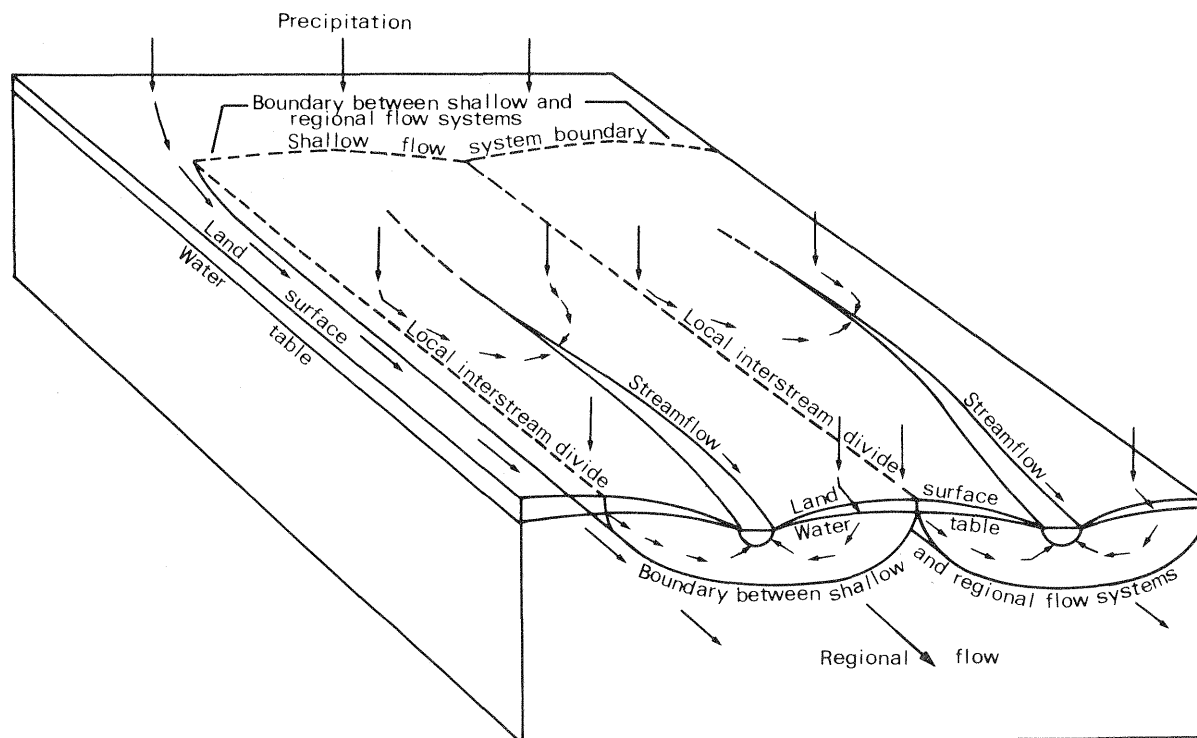 Precipitation
Boundary between shallow and
regional flow systems
Shallow flow system boundary
Land surface
Water table
Local interstream divide
Streamflow
Local interstream divide
Streamflow
Land surface
Water table
Boundary between shallow and regional flow systems
Regional flow